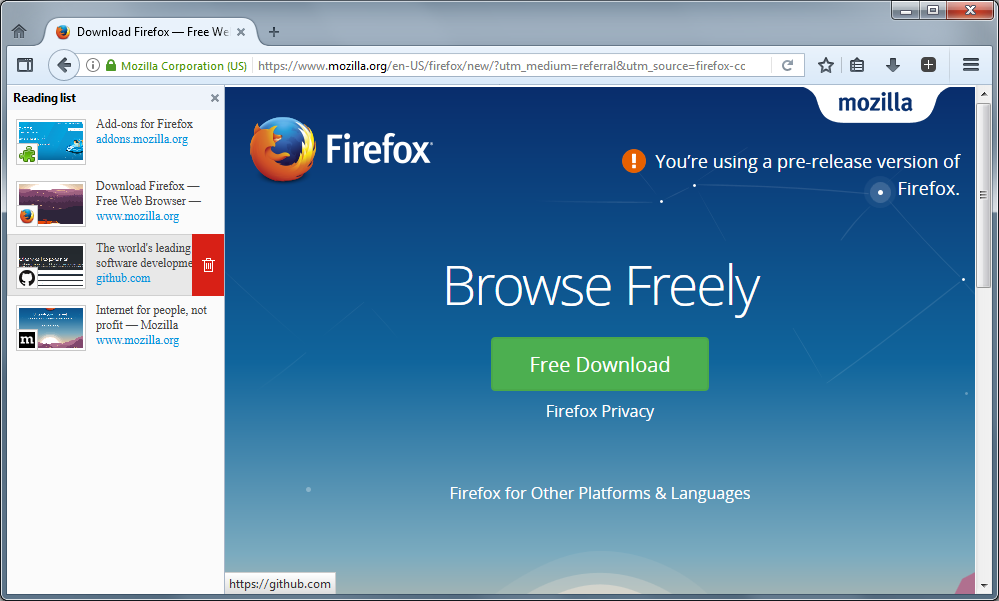 Download Firefox — Free We
Mozilla Corporation (US)
https://www.mozilla.org/en-US/firefox/new/?utm_medium=referral&utm_source=firefox-cc
Reading list
Add-ons for Firefox
addons.mozilla.org
Download Firefox —
Free Web Browser —
www.mozilla.org
developers
The world's leading
software developme
github.com
m
Internet for people, not
profit — Mozilla
www.mozilla.org
mozilla
Firefox
You're using a pre-release version of
Firefox.
Browse Freely
Free Download
Firefox Privacy
Firefox for Other Platforms & Languages
https://github.com